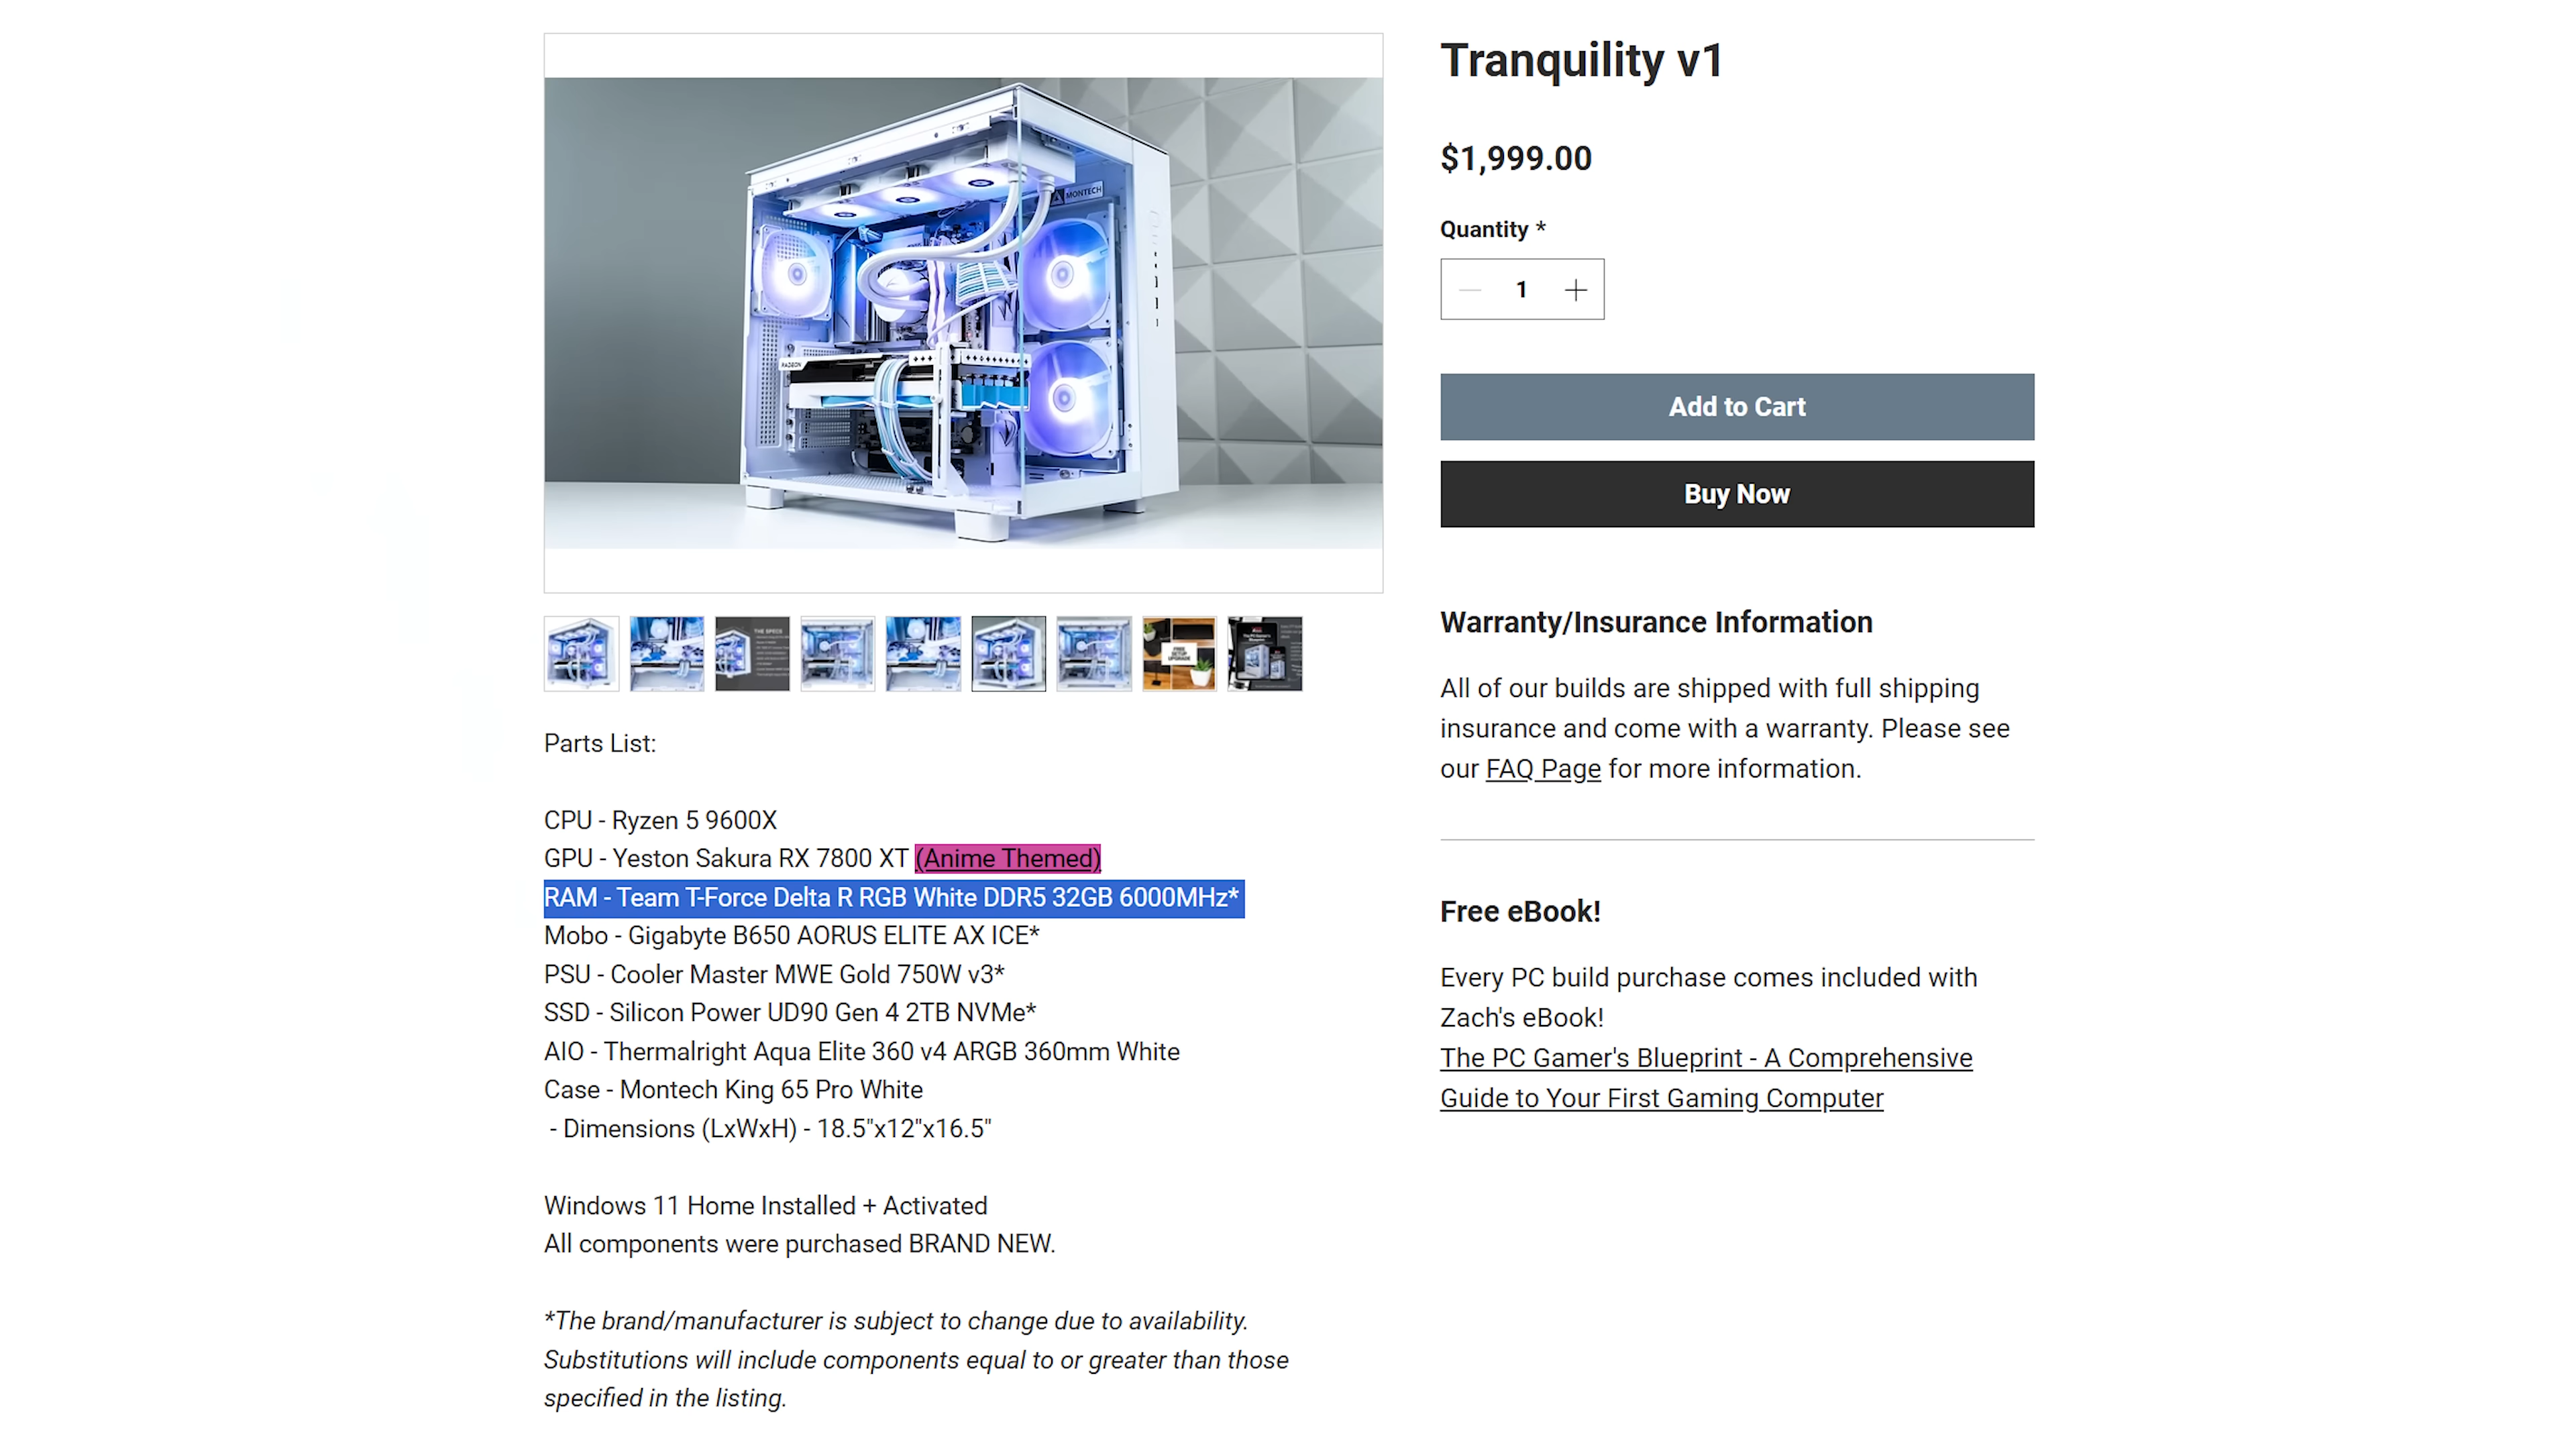 Tranquility v1
$1,999.00
Quantity *
1
Add to Cart
Buy Now
Warranty/Insurance Information
All of our builds are shipped with full shipping
insurance and come with a warranty. Please see
our FAQ Page for more information.
Free eBook!
Every PC build purchase comes included with
Zach's eBook!
The PC Gamer's Blueprint - A Comprehensive
Guide to Your First Gaming Computer
MONTECH
RADEON
THE SPECS
FREE
SETUP
UPGRADE
Parts List:
CPU - Ryzen 5 9600X
GPU - Yeston Sakura RX 7800 XT (Anime Themed)
RAM - Team T-Force Delta R RGB White DDR5 32GB 6000MHz*
Mobo - Gigabyte B650 AORUS ELITE AX ICE*
PSU - Cooler Master MWE Gold 750W v3*
SSD - Silicon Power UD90 Gen 4 2TB NVMe*
AIO - Thermalright Aqua Elite 360 v4 ARGB 360mm White
Case - Montech King 65 Pro White
- Dimensions (LxWxH) - 18.5"x12"x16.5"
Windows 11 Home Installed + Activated
All components were purchased BRAND NEW.
*The brand/manufacturer is subject to change due to availability.
Substitutions will include components equal to or greater than those
specified in the listing.